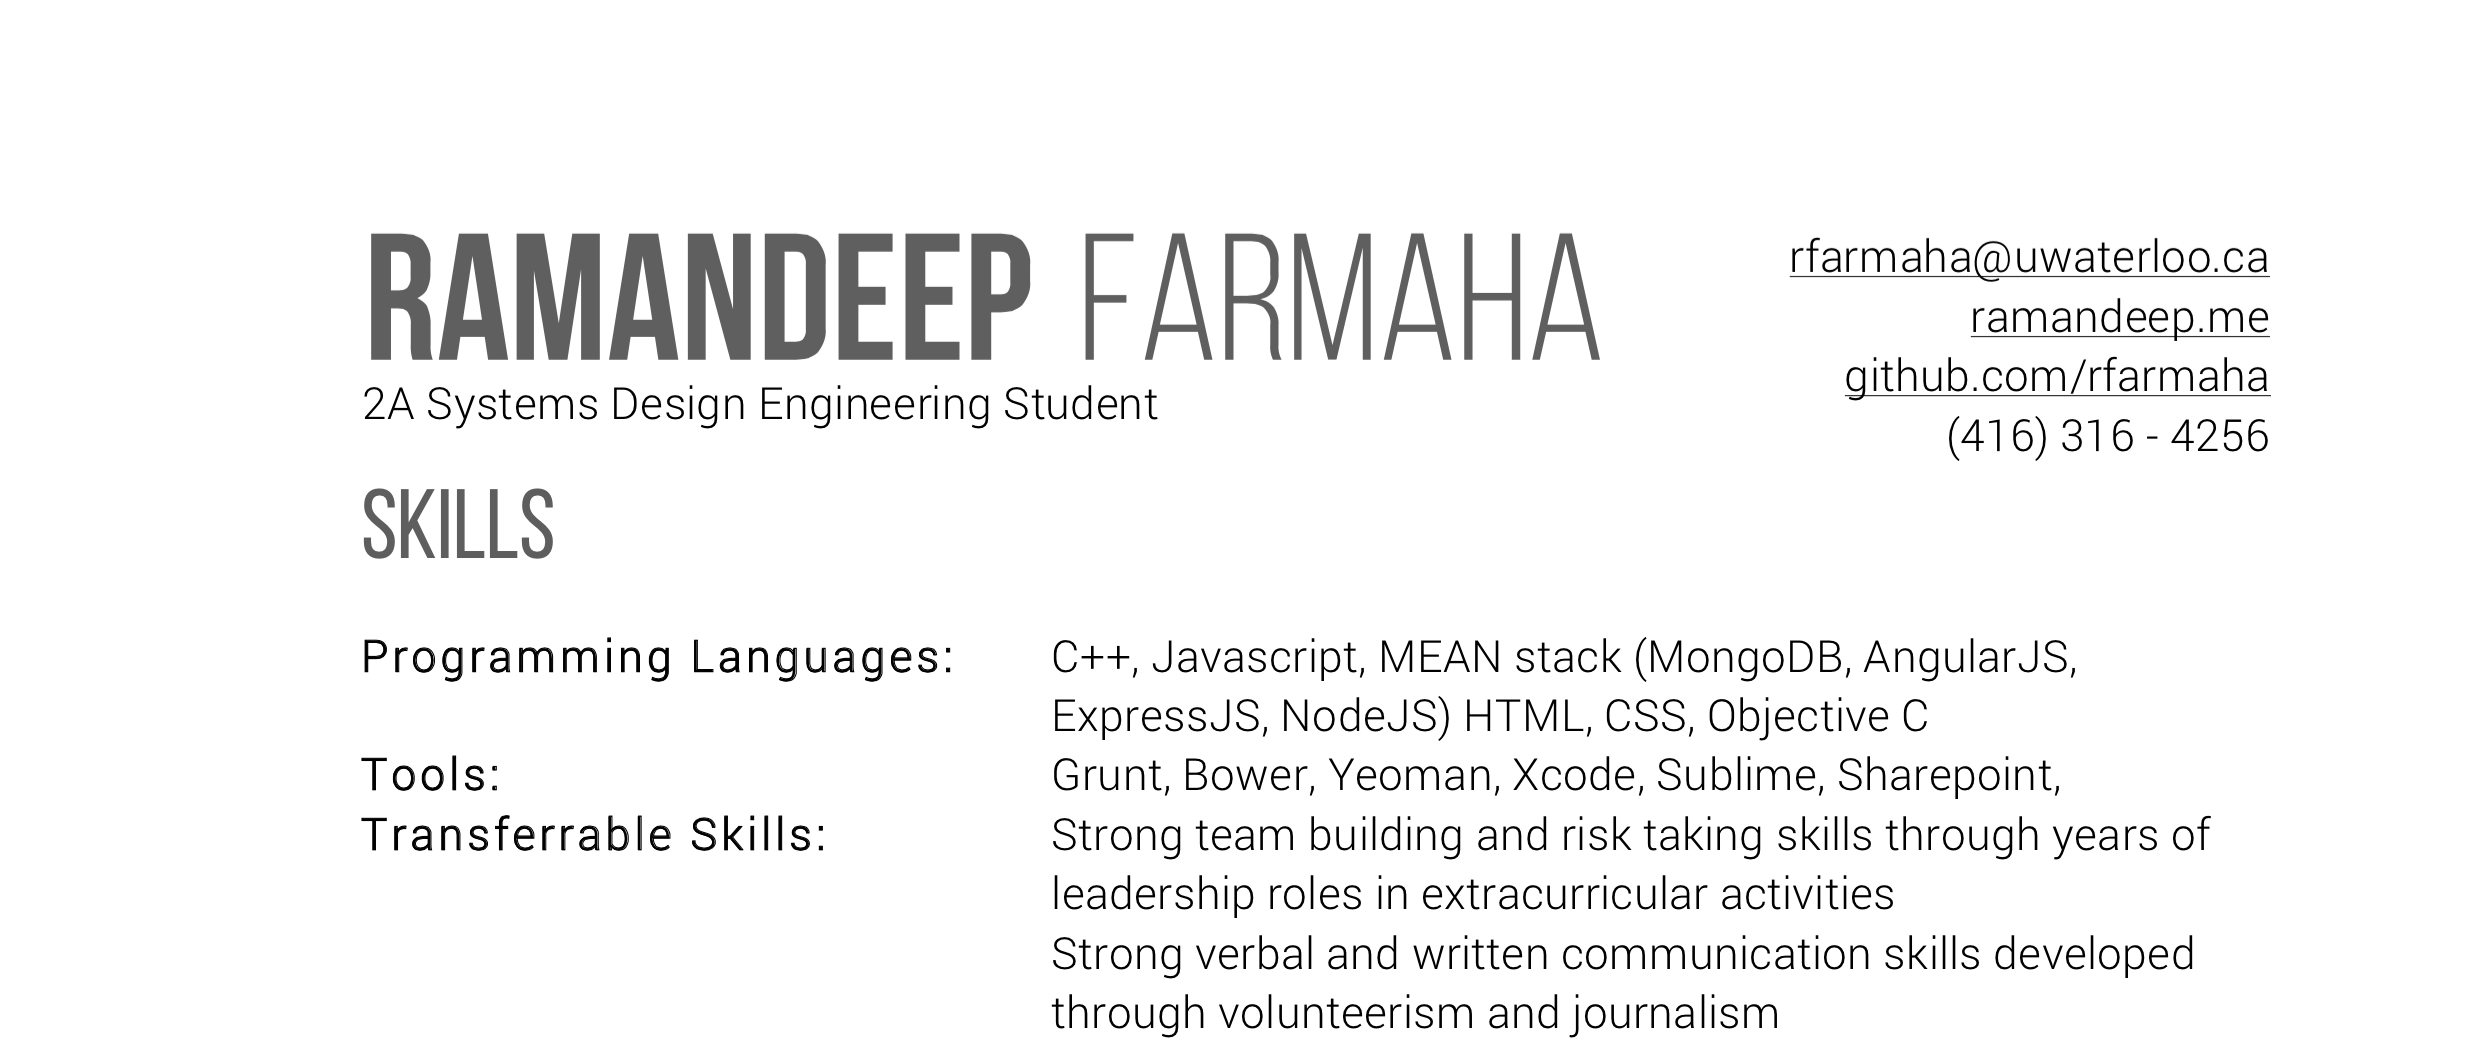 RAMANDEEP FARMAHA
2A Systems Design Engineering Student
rfarmaha@uwaterloo.ca
ramandeep.me
github.com/rfarmaha
(416) 316 - 4256
SKILLS
Programming Languages: C++, Javascript, MEAN stack (MongoDB, AngularJS,
ExpressJS, NodeJS) HTML, CSS, Objective C
Tools: Grunt, Bower, Yeoman, Xcode, Sublime, Sharepoint,
Transferrable Skills: Strong team building and risk taking skills through years of
leadership roles in extracurricular activities
Strong verbal and written communication skills developed
through volunteerism and journalism